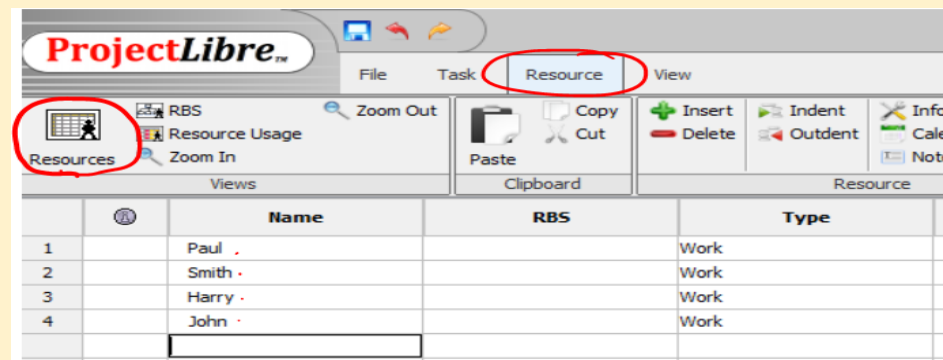 ProjectLibre™
File Task Resource View
RBS Zoom Out Copy Insert Indent Info
Resource Usage Cut Delete Outdent Cale
Resources Zoom In Paste Not
Views Clipboard Resource
Name RBS Type
1 Paul Work
2 Smith Work
3 Harry Work
4 John Work